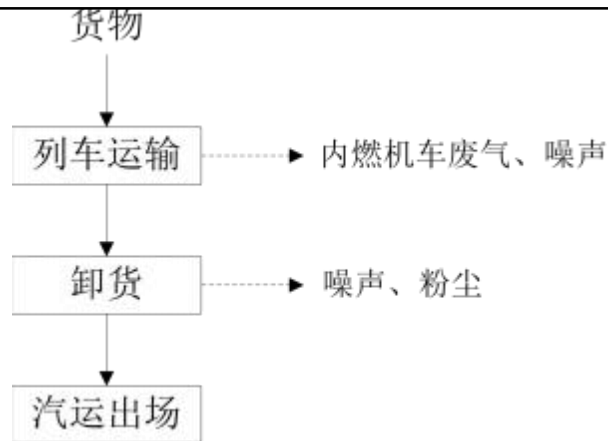 货物
列车运输
内燃机车废气、噪声
卸货
噪声、粉尘
汽运出场